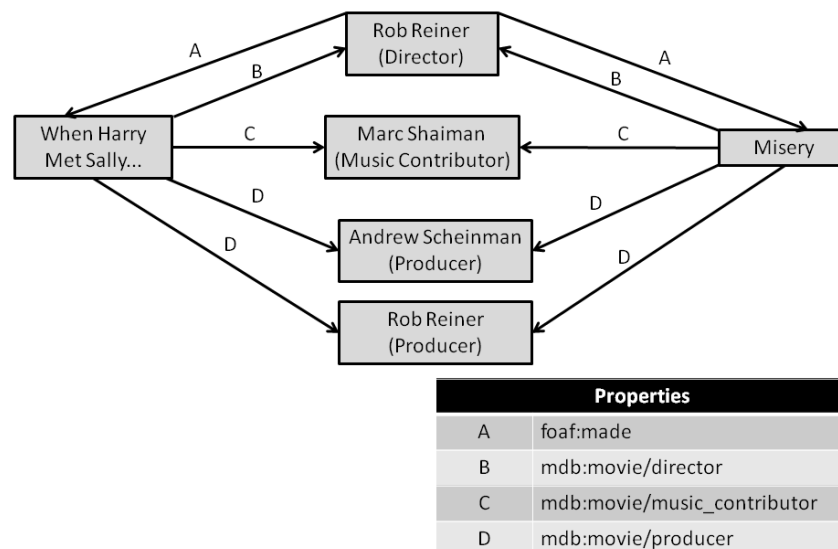 Rob Reiner
(Director)
A
A
B
B
When Harry
Met Sally...
C
Marc Shaiman
(Music Contributor)
C
Misery
D
D
Andrew Scheinman
(Producer)
D
D
Rob Reiner
(Producer)
Properties
A foaf:made
B mdb:movie/director
C mdb:movie/music_contributor
D mdb:movie/producer